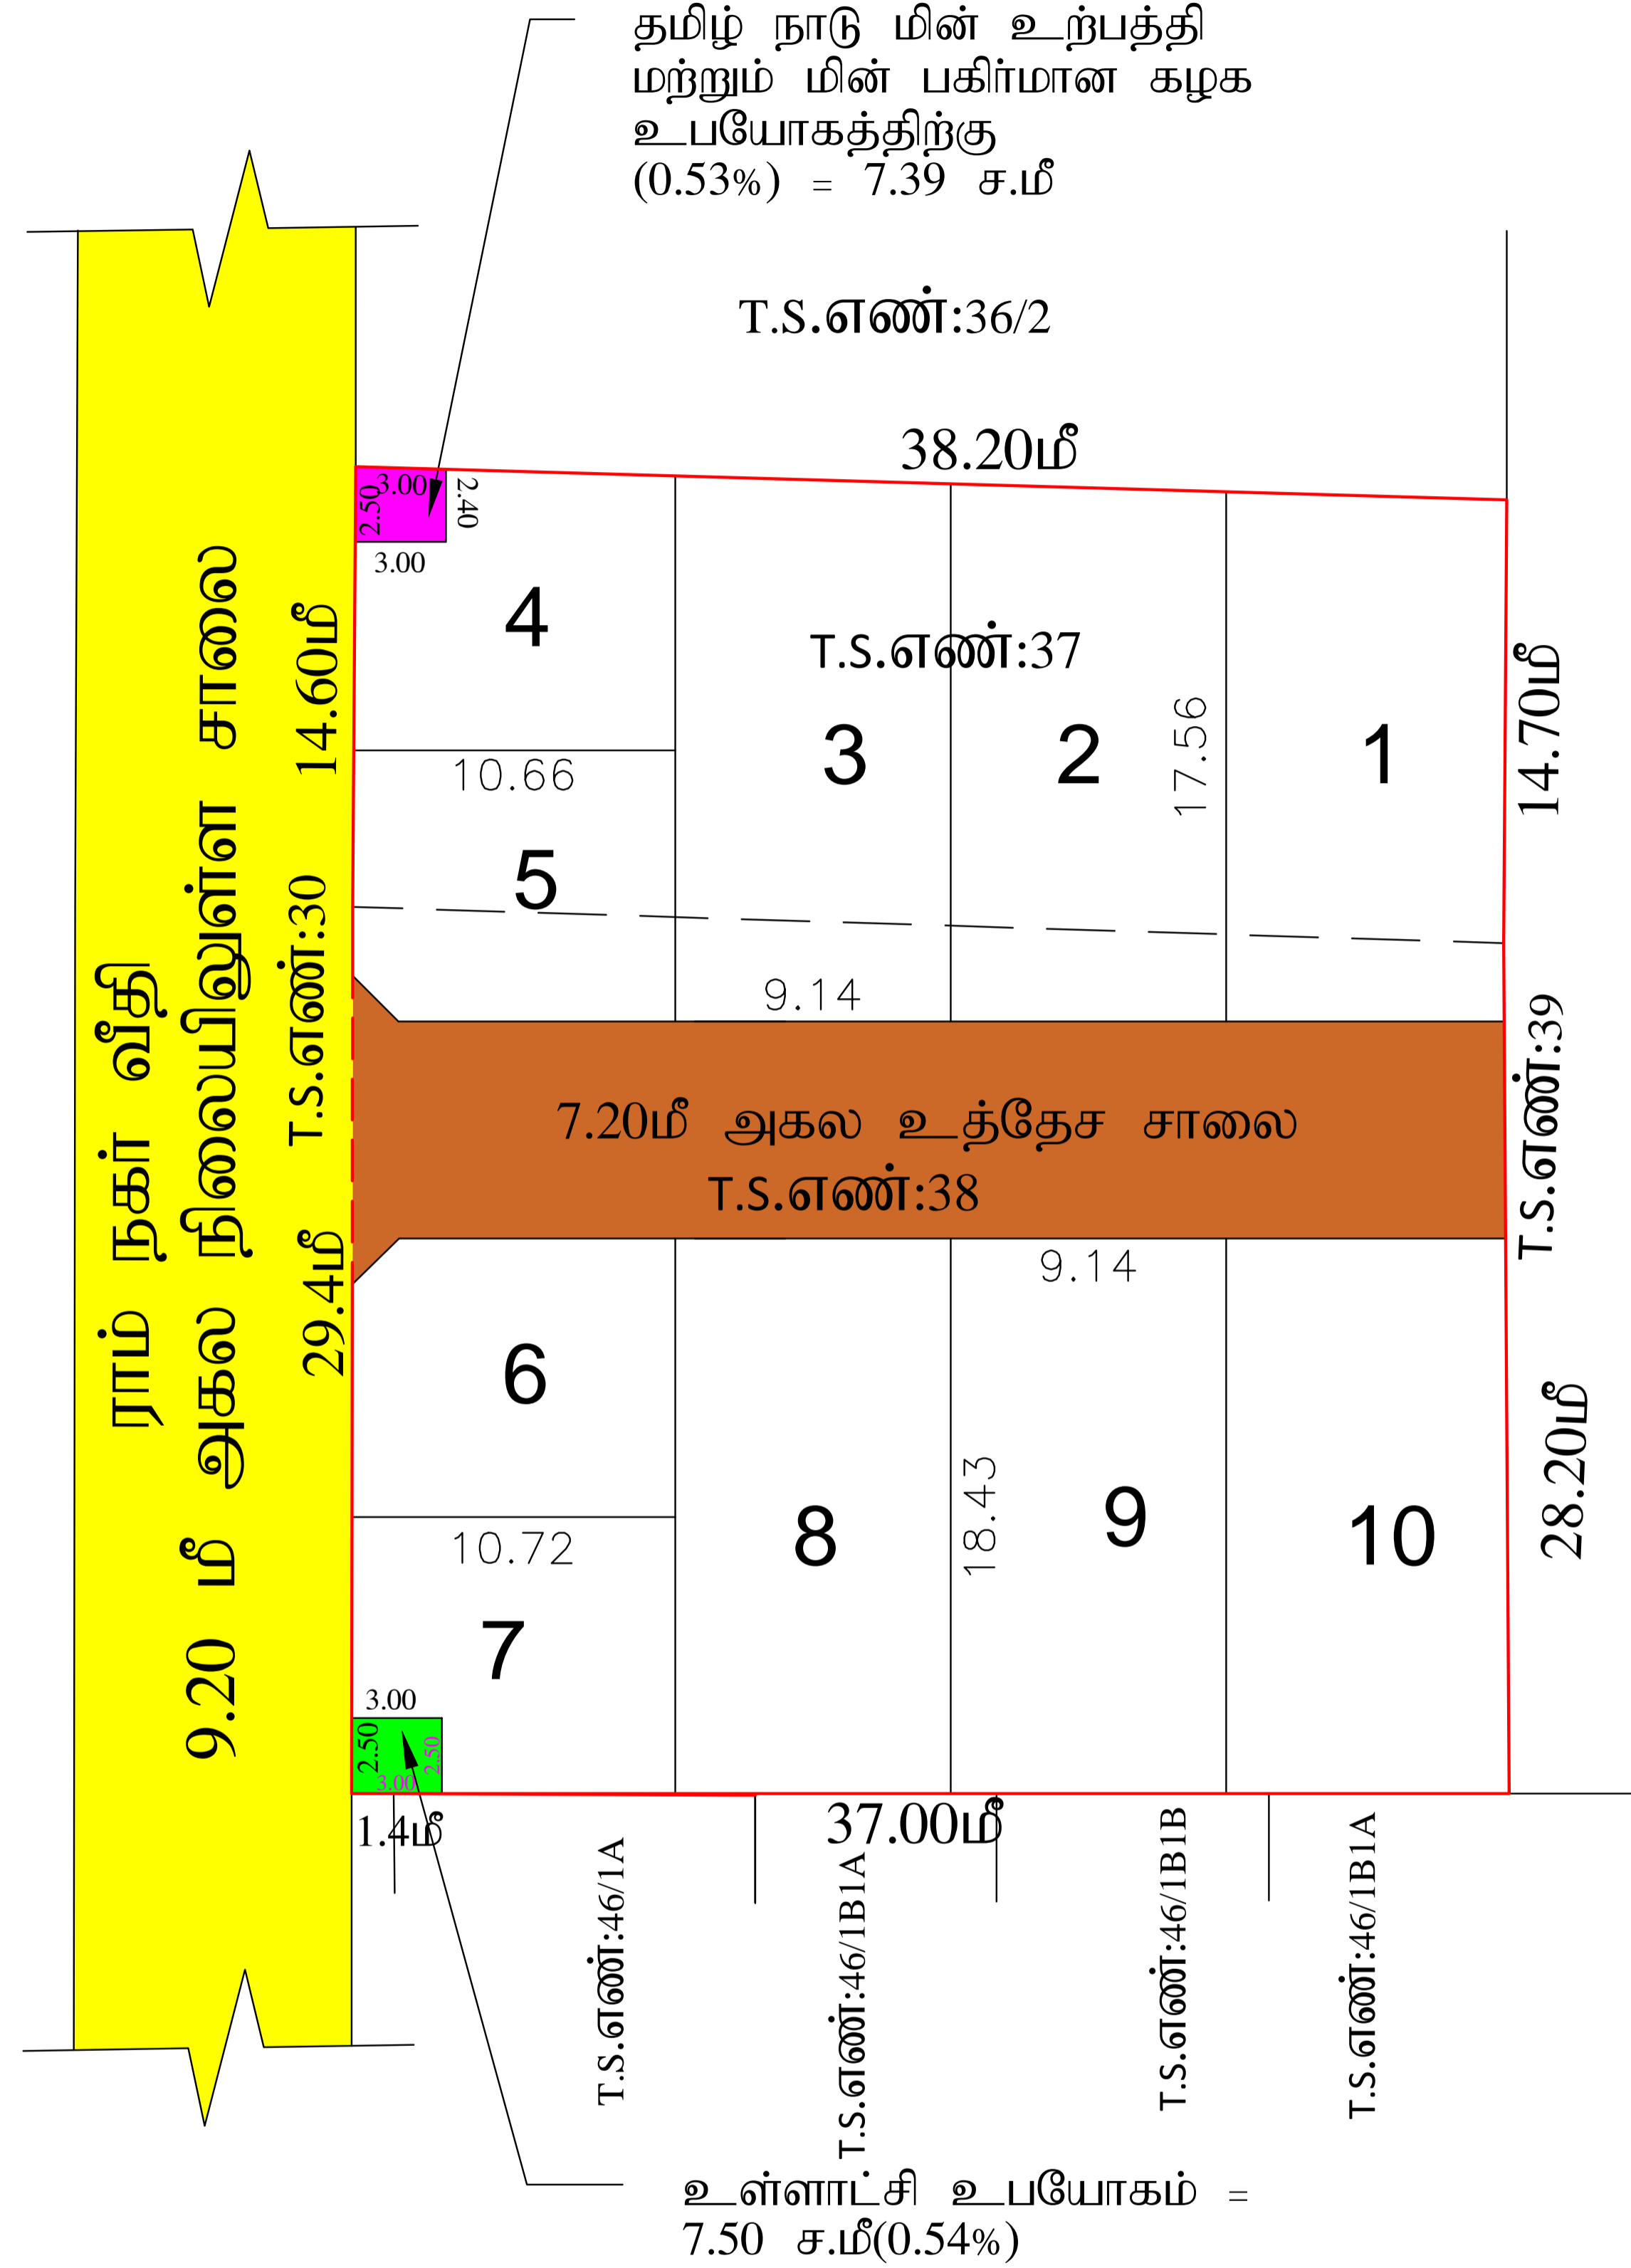 தமிழ் நாடு மின் உற்பத்தி
மற்றும் மின் பகிர்மான கழக
உபயோகத்திற்கு
(0.53%) = 7.39 ச.மீ
T.S.எண்:36/2
38.20மீ
3.00
2.50
2.40
3.00
4
T.S.எண்:37
14.60மீ
14.70மீ
3
2
17.56
1
10.66
5
9.14
ராம் நகர் வீதி
9.20 மீ அகல நிலையிலுள்ள சாலை
T.S.எண்:30
7.20மீ அகல உத்தேச சாலை
T.S.எண்:38
T.S.எண்:39
29.4மீ
9.14
6
28.20மீ
18.43
8
9
10
10.72
7
3.00
2.50
2.50
3.00
1.4மீ
37.00மீ
T.S.எண்:46/1A
T.S.எண்:46/1B1A
T.S.எண்:46/1B1B
T.S.எண்:46/1B1A
உள்ளாட்சி உபயோகம் =
7.50 ச.மீ(0.54%)